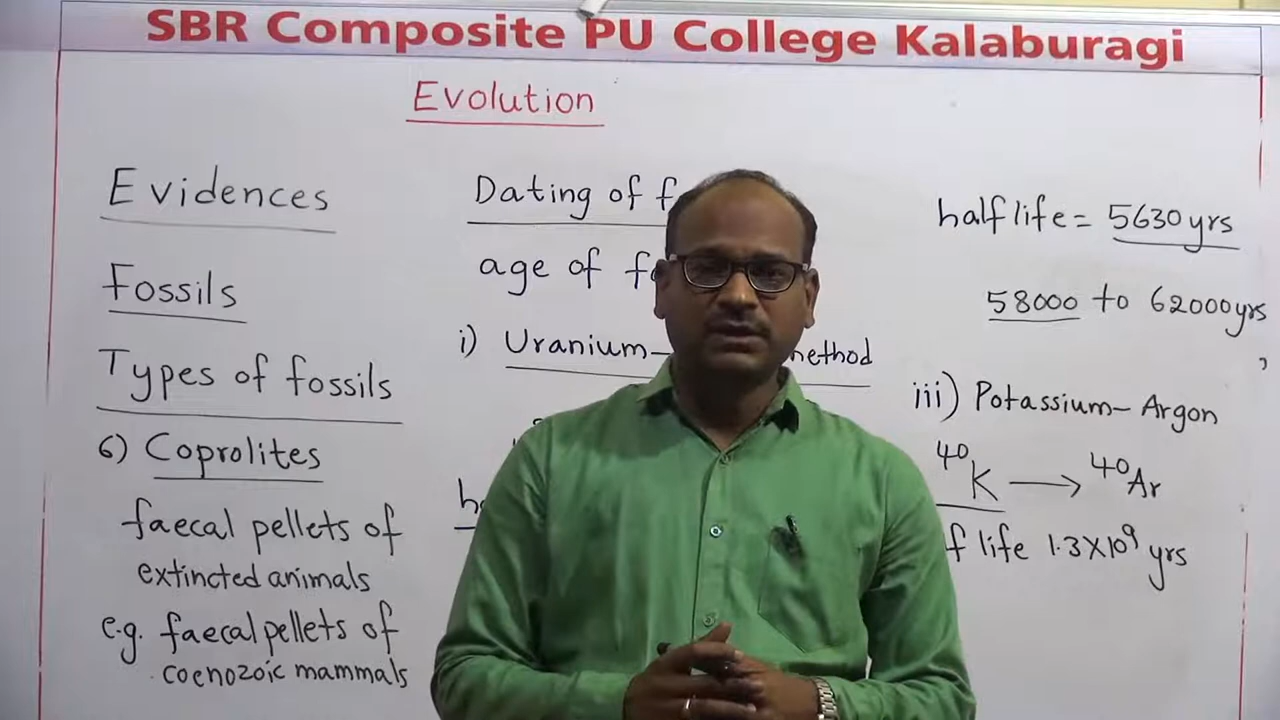 SBR Composite PU College Kalaburagi
Evolution
Evidences
Fossils
Types of fossils
6) Coprolites
faecal pellets of
extincted animals
e.g. faecal pellets of
coenozoic mammals
Dating of
age of
i) Uranium-
half life = 5630 yrs
58000 to 62000 yrs
iii) Potassium- Argon
40K → 40Ar
life 1.3X10⁹ yrs